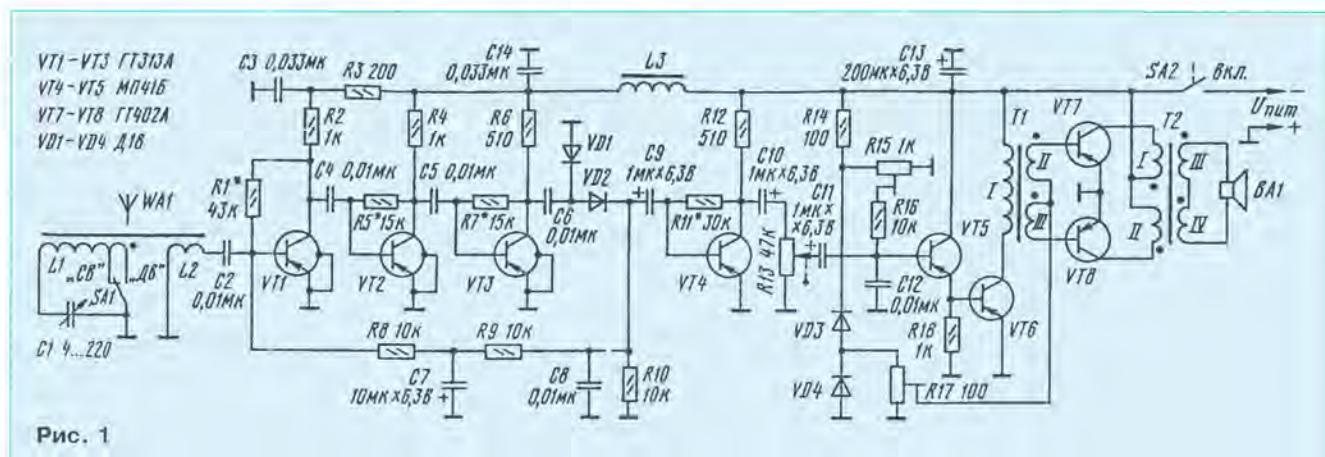 VT1-VT3 ГТ313А
VT4-VT5 МП41Б
VT7-VT8 ГТ402А
VD1-VD4 Д18
C3 0,033мк
R3 200
C14
0,033мк
L3
C13
200мк×6,3В
SA2
Вкл.
Uпит
R2
1к
R4
1к
R6
510
VD1
VD2
R12
510
R14
100
R15 1к
T1
VT7
T2
I
III
BA1
R1*
43к
WA1
C4 0,01мк
R5* 15к
C5 0,01мк
R7* 15к
C6
0,01мк
C9
1мк×6,3В
R11* 30к
C10
1мк×6,3В
C11
1мк×
×6,3В
R13 47к
R16
10к
VT5
I
II
III
II
IV
L1
„СВ"
„ДВ"
L2
SA1
C1 4...220
C2
0,01мк
VT1
VT2
VT3
VT4
C12
0,01мк
VT6
VT8
R8 10к
R9 10к
C7
10мк×6,3В
C8
0,01мк
R10
10к
VD3
VD4
R18
1к
R17 100
Рис. 1